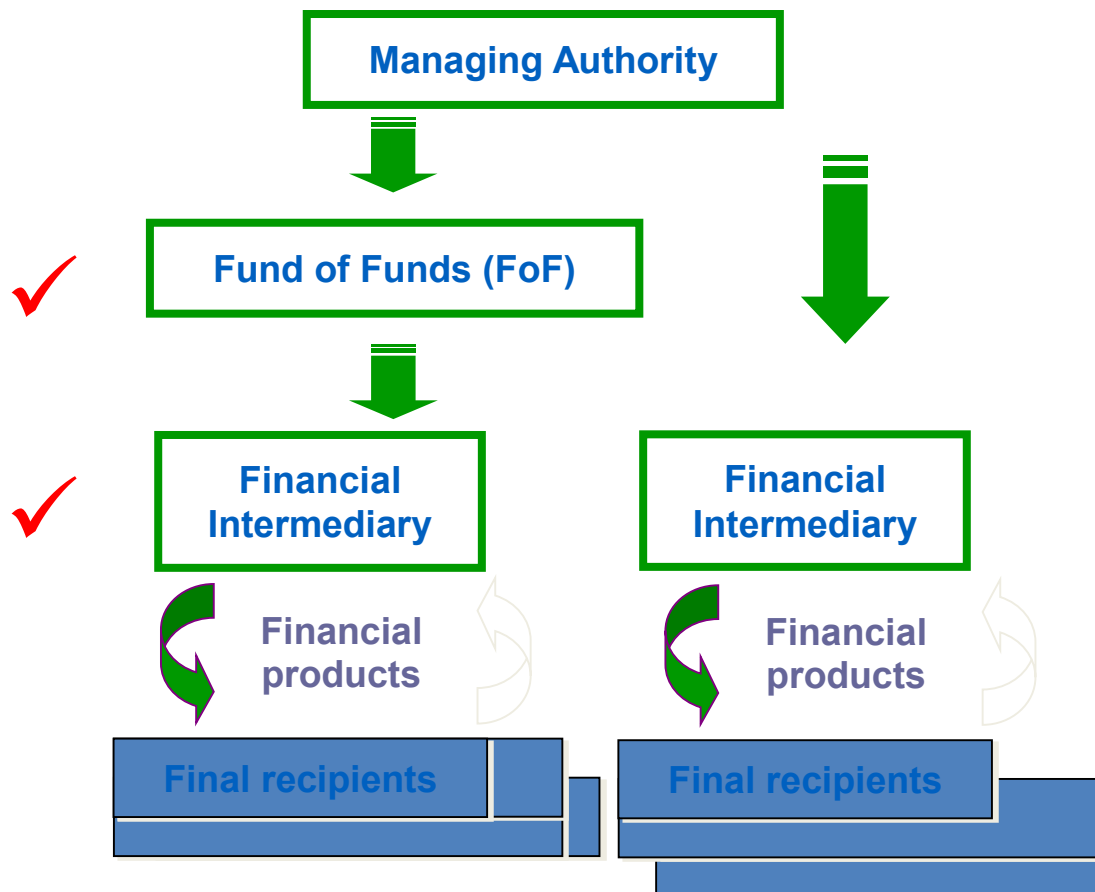 Managing Authority
Fund of Funds (FoF)
Financial
Intermediary
Financial
Intermediary
Financial
products
Financial
products
Final recipients
Final recipients